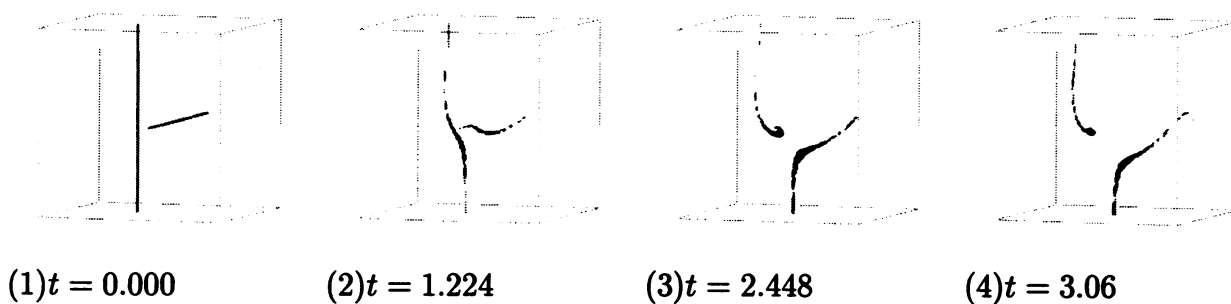 (1)t = 0.000
(2)t = 1.224
(3)t = 2.448
(4)t = 3.06